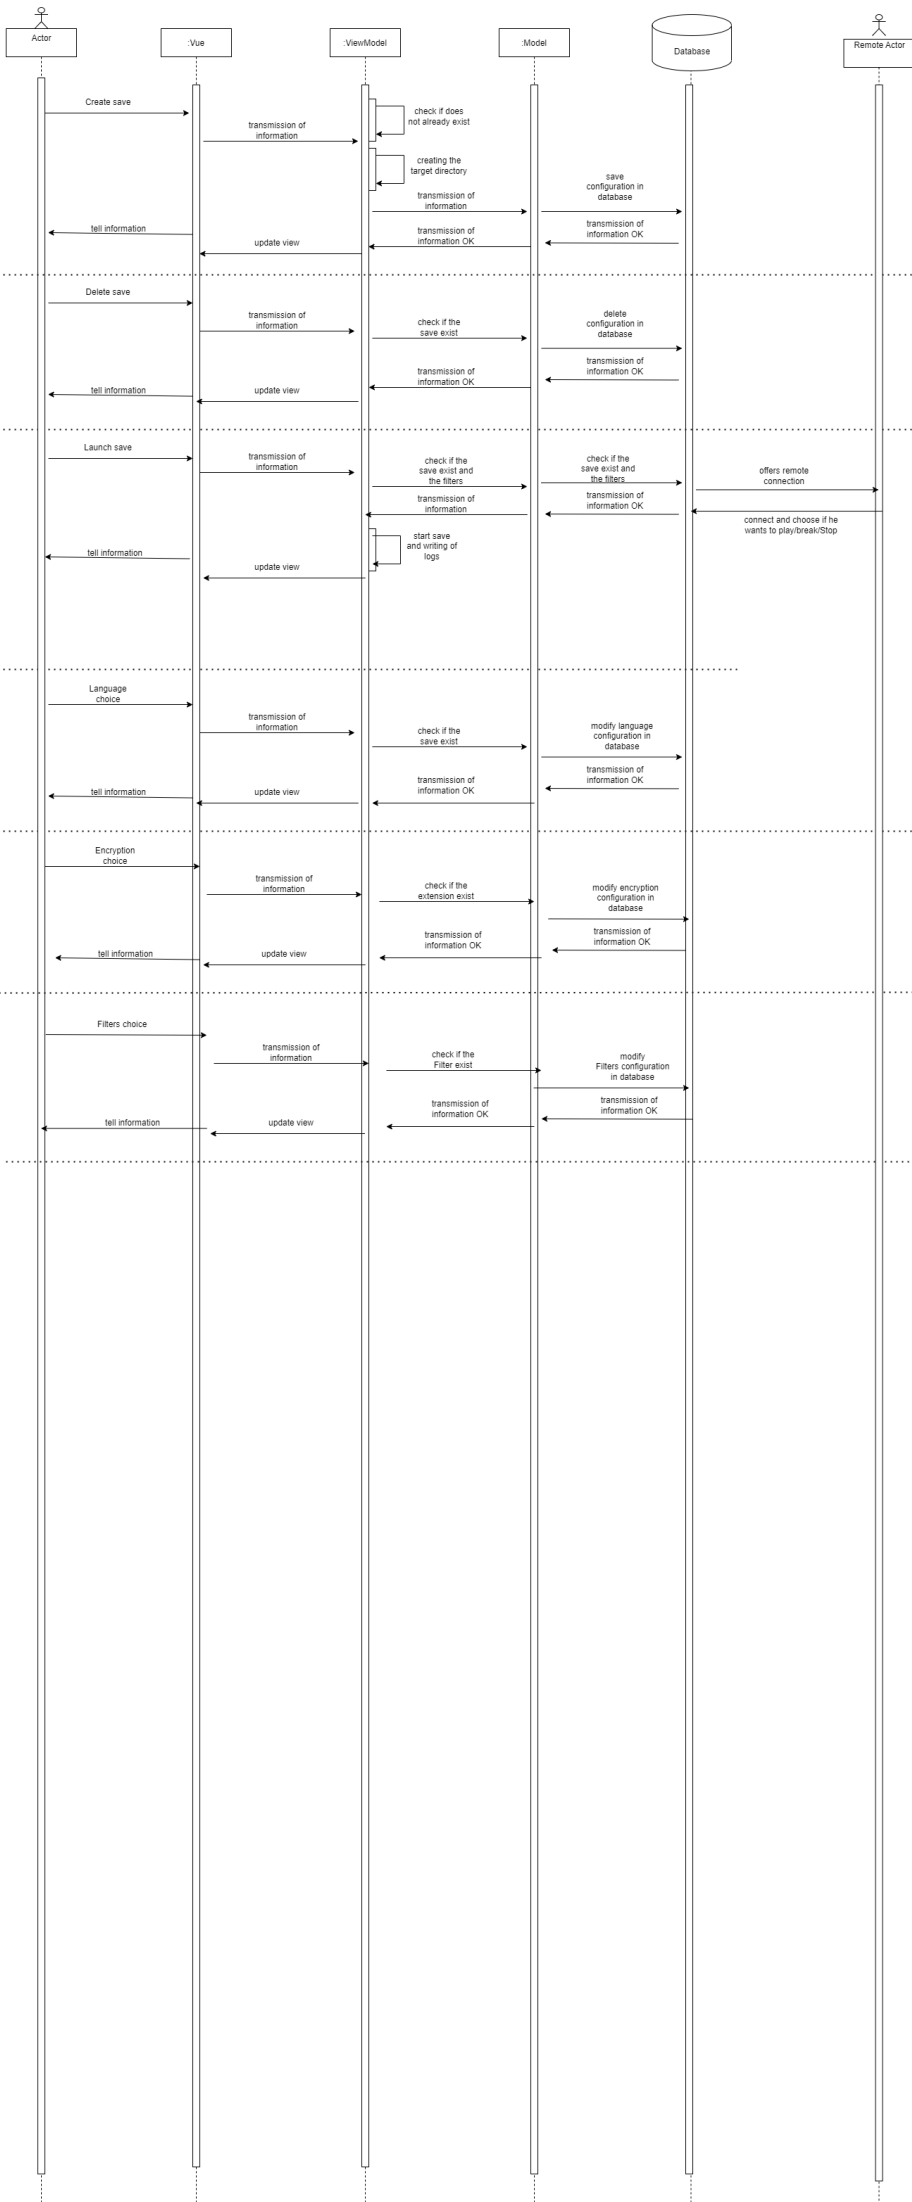 Actor
:Vue
:ViewModel
:Model
Database
Remote Actor
Create save
check if does
not already exist
transmission of
information
creating the
target directory
save
configuration in
database
transmission of
information
transmission of
information OK
transmission of
information OK
tell information
update view
Delete save
transmission of
information
check if the
save exist
delete
configuration in
database
transmission of
information OK
transmission of
information OK
tell information
update view
Launch save
transmission of
information
check if the
save exist and
the filters
check if the
save exist and
the filters
offers remote
connection
transmission of
information
transmission of
information OK
connect and choose if he
wants to play/break/Stop
start save
and writing of
logs
tell information
update view
Language
choice
transmission of
information
check if the
save exist
modify language
configuration in
database
transmission of
information OK
transmission of
information OK
tell information
update view
Encryption
choice
transmission of
information
check if the
extension exist
modify encryption
configuration in
database
transmission of
information OK
transmission of
information OK
tell information
update view
Filters choice
transmission of
information
check if the
Filter exist
modify
Filters configuration
in database
transmission of
information OK
transmission of
information OK
tell information
update view